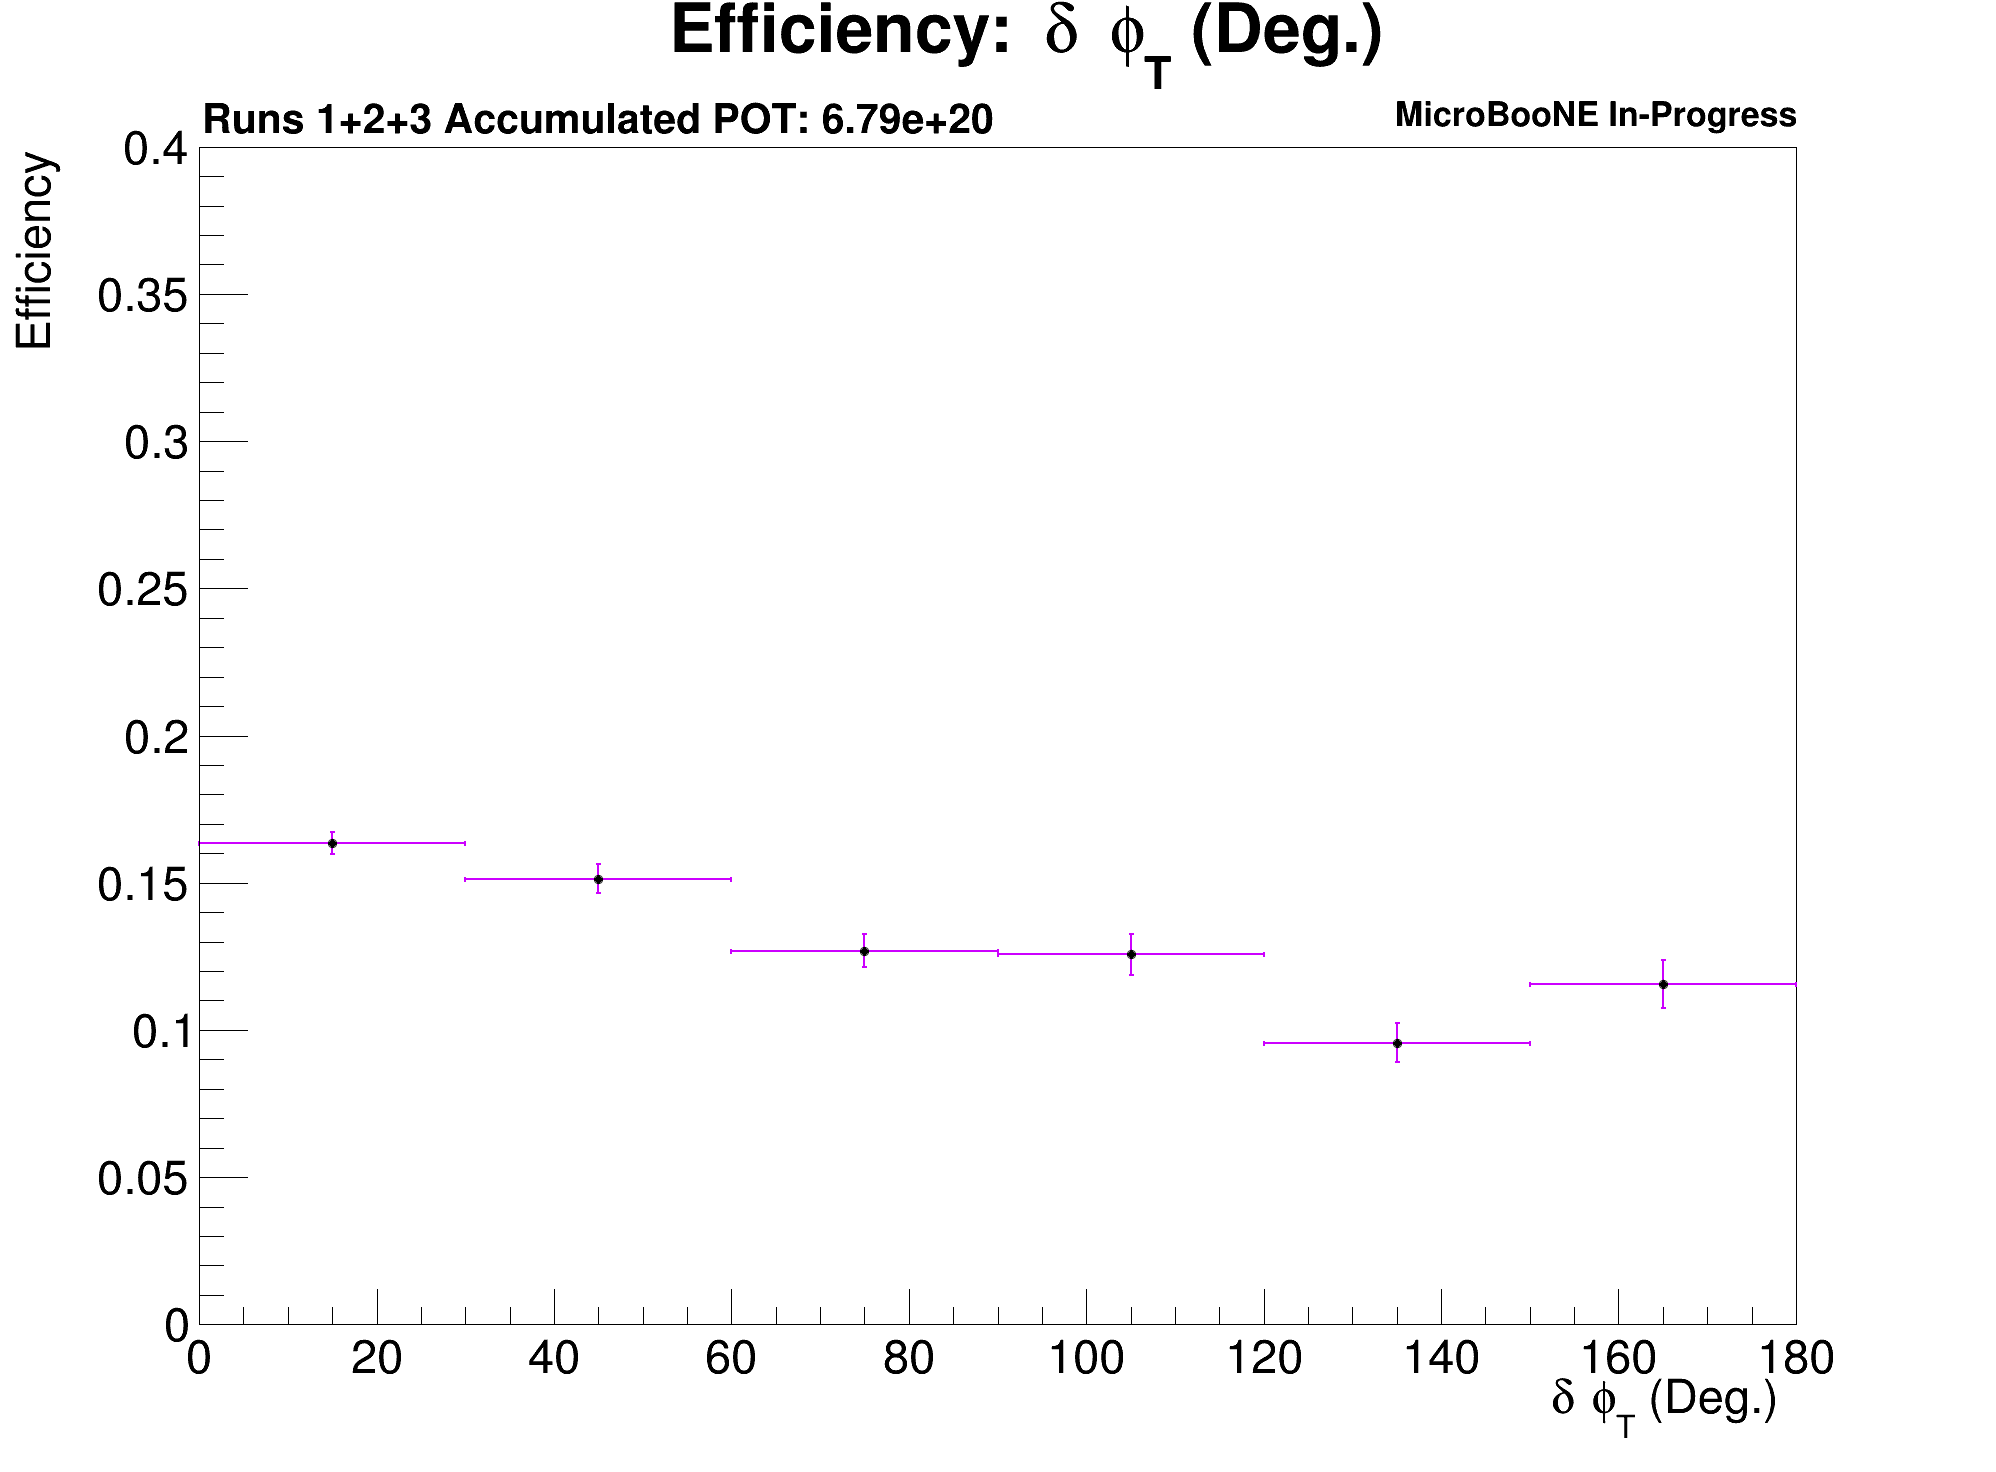 Efficiency: δ ϕT (Deg.)
Runs 1+2+3 Accumulated POT: 6.79e+20
MicroBooNE In-Progress
Efficiency
0.4
0.35
0.3
0.25
0.2
0.15
0.1
0.05
0
0 20 40 60 80 100 120 140 160 180
δ ϕT (Deg.)